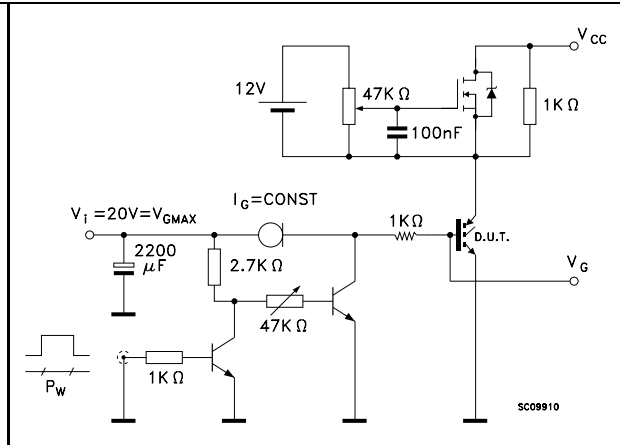 V CC
12V
47K Ω
1K Ω
100nF
I G=CONST
V i =20V=V GMAX
1K Ω
D.U.T.
2200
μF
2.7K Ω
V G
47K Ω
1K Ω
P W
SC09910